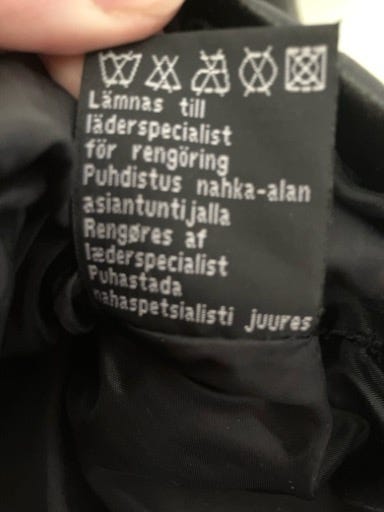 Lämnas till
läderspecialist
för rengöring
Puhdistus nahka-alan
asiantuntijalla
Rengøres af
læderspecialist
Puhastada
nahaspetsialisti juures